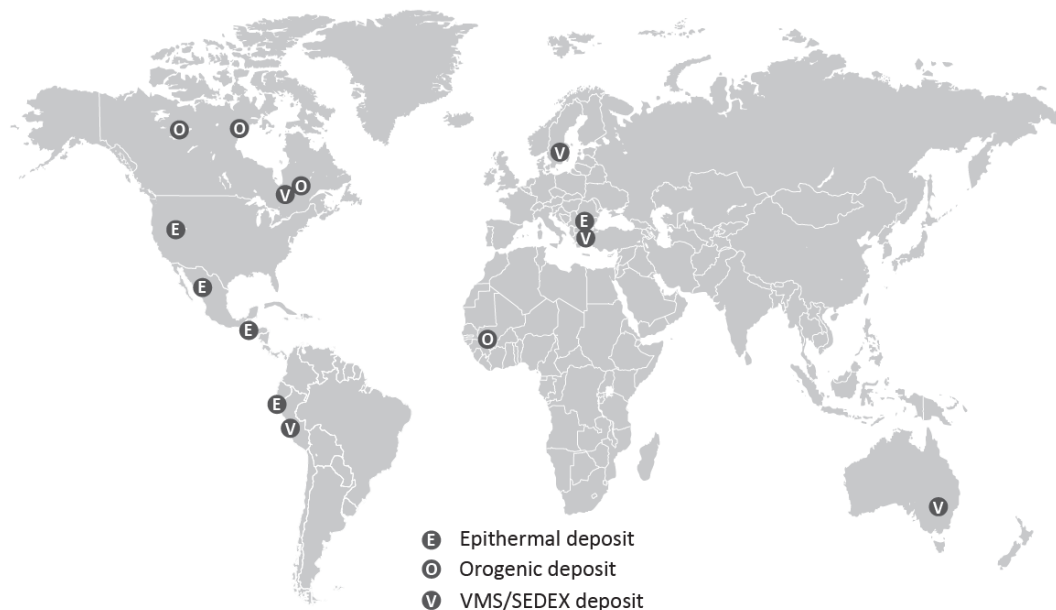 O
O
V
V
O
E
E
V
E
E
O
E
V
V
E Epithermal deposit
O Orogenic deposit
V VMS/SEDEX deposit